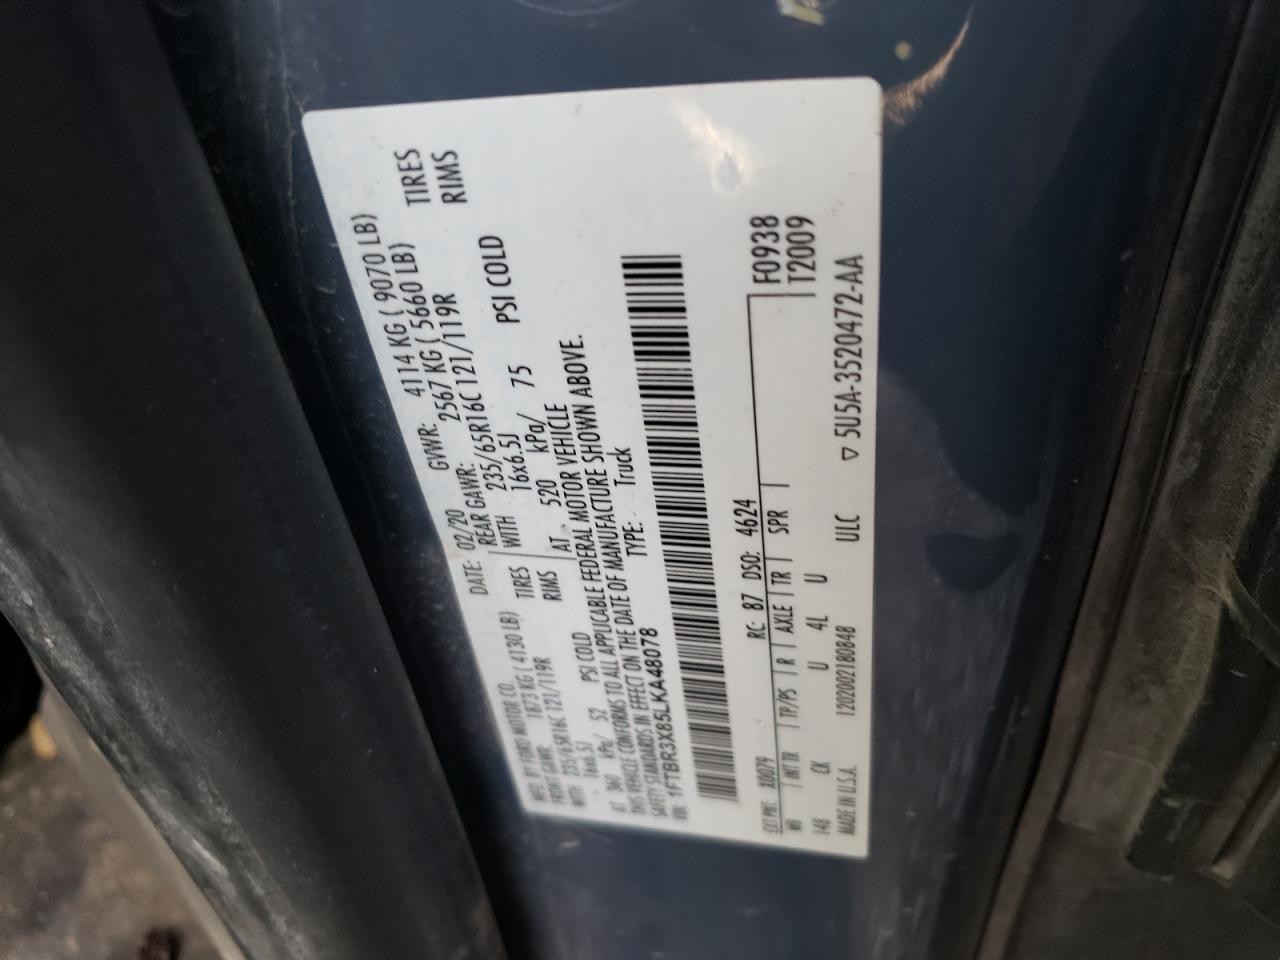 MFD BY FORD MOTOR CO.
DATE: 02/20 GVWR: 4114 KG ( 9070 LB)
FRONT GAWR: 1873 KG ( 4130 LB) REAR GAWR: 2567 KG ( 5660 LB)
WITH 235/65R16C 121/119R TIRES WITH 235/65R16C 121/119R TIRES
16x6.5J RIMS 16x6.5J RIMS
AT 360 kPa/ 52 PSI COLD AT 520 kPa/ 75 PSI COLD
THIS VEHICLE CONFORMS TO ALL APPLICABLE FEDERAL MOTOR VEHICLE
SAFETY STANDARDS IN EFFECT ON THE DATE OF MANUFACTURE SHOWN ABOVE.
VIN: 1FTBR3X85LKA48078 TYPE: Truck
F0938
T2009
EXT PNT: RC: 87 DSO: 4624
WB INT TR TP/PS R AXLE TR SPR
148 CK U 4L U
MADE IN U.S.A. 1202002180848 ULC ▽ 5U5A-3520472-AA